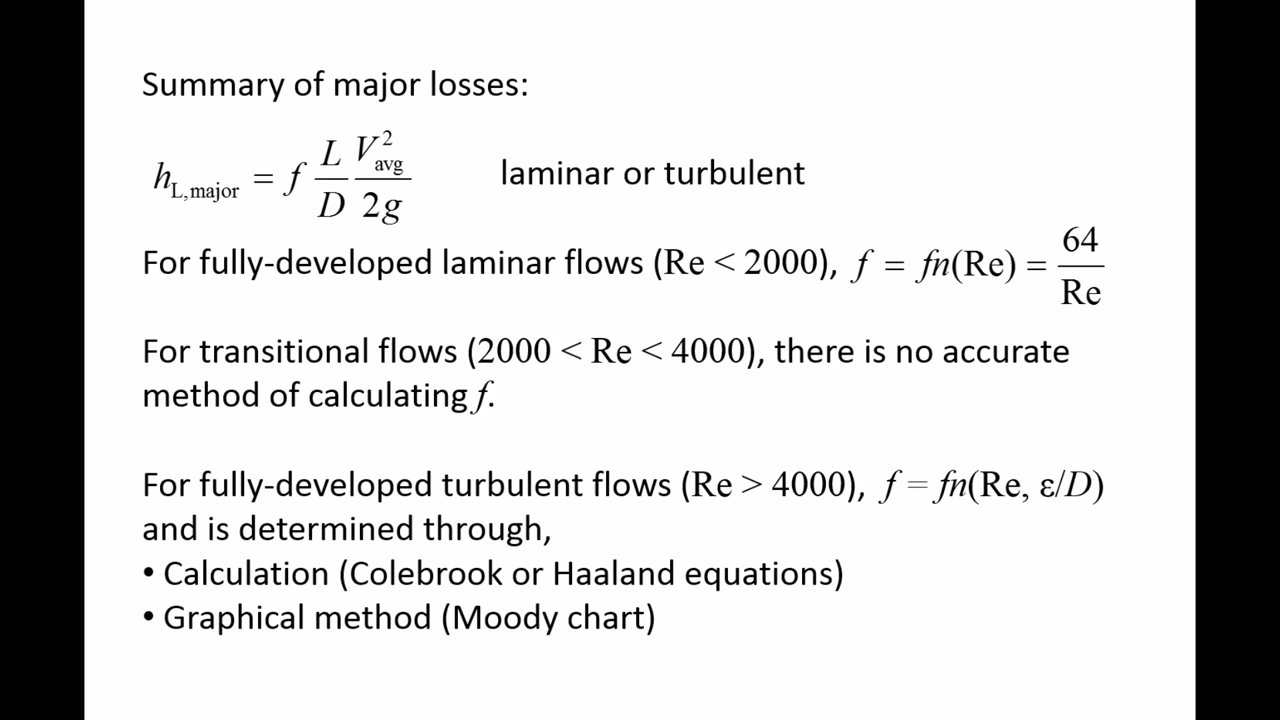 Summary of major losses:
h_L,major = f L/D V_avg^2/2g laminar or turbulent
For fully-developed laminar flows (Re < 2000), f = fn(Re) = 64/Re
For transitional flows (2000 < Re < 4000), there is no accurate
method of calculating f.
For fully-developed turbulent flows (Re > 4000), f = fn(Re, ε/D)
and is determined through,
• Calculation (Colebrook or Haaland equations)
• Graphical method (Moody chart)